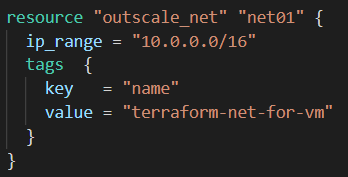 resource "outscale_net" "net01" {
  ip_range = "10.0.0.0/16"
  tags  {
    key   = "name"
    value = "terraform-net-for-vm"
  }
}